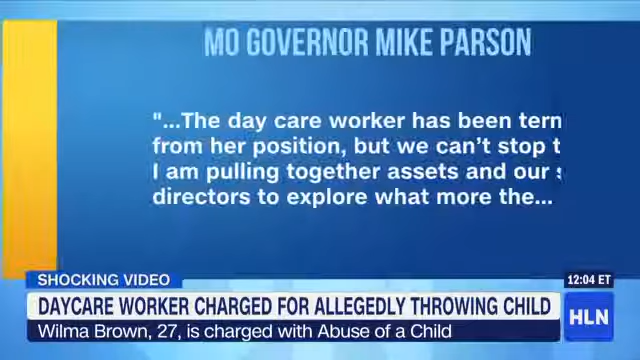 MO GOVERNOR MIKE PARSON
"...The day care worker has been
from her position, but we can't stop
I am pulling together assets and our
directors to explore what more the...
SHOCKING VIDEO
12:04 ET
DAYCARE WORKER CHARGED FOR ALLEGEDLY THROWING CHILD
Wilma Brown, 27, is charged with Abuse of a Child
HLN